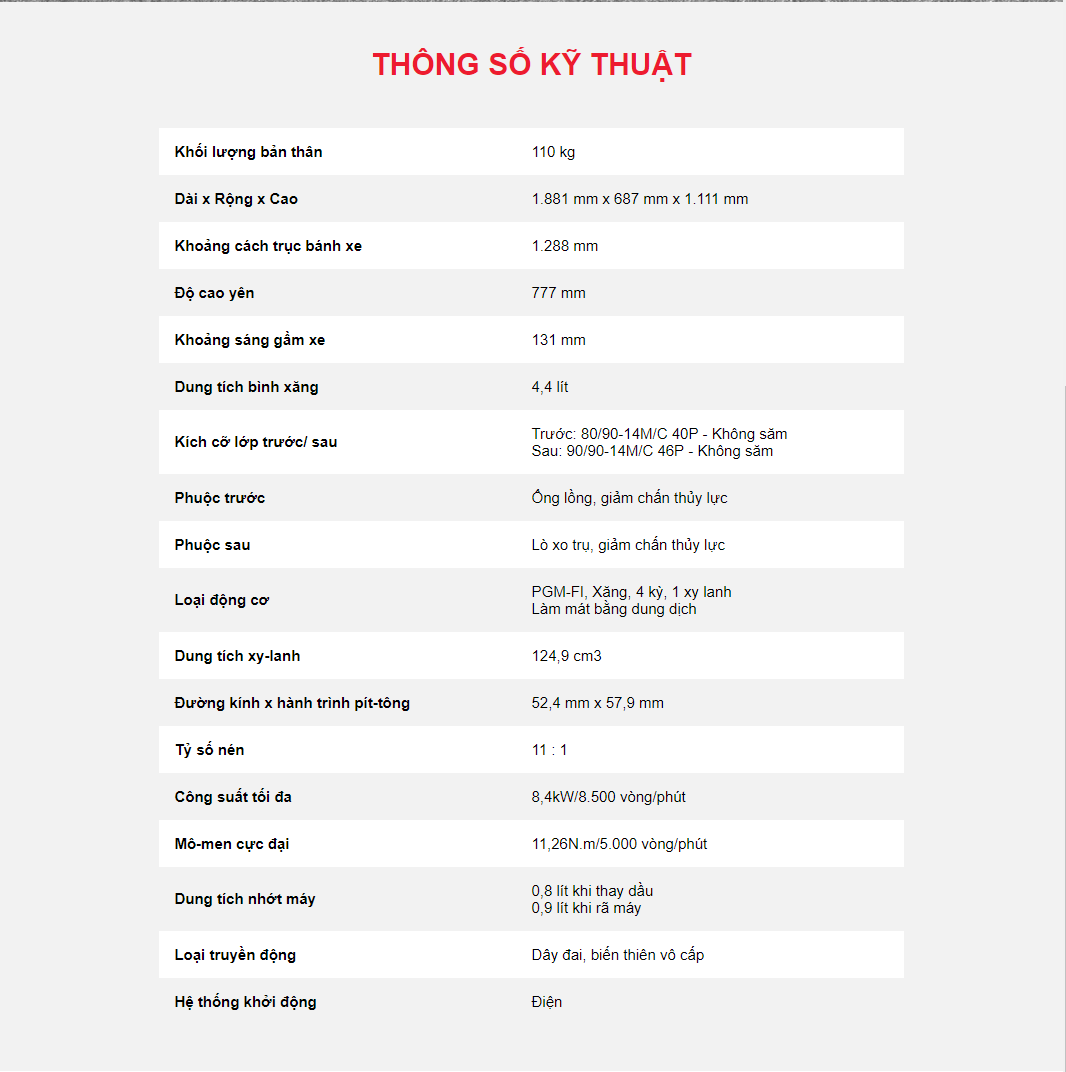 THÔNG SỐ KỸ THUẬT
Khối lượng bản thân 110 kg
Dài x Rộng x Cao 1.881 mm x 687 mm x 1.111 mm
Khoảng cách trục bánh xe 1.288 mm
Độ cao yên 777 mm
Khoảng sáng gầm xe 131 mm
Dung tích bình xăng 4,4 lít
Kích cỡ lớp trước/ sau Trước: 80/90-14M/C 40P - Không săm
Sau: 90/90-14M/C 46P - Không săm
Phuộc trước Ống lồng, giảm chấn thủy lực
Phuộc sau Lò xo trụ, giảm chấn thủy lực
Loại động cơ PGM-FI, Xăng, 4 kỳ, 1 xy lanh
Làm mát bằng dung dịch
Dung tích xy-lanh 124,9 cm3
Đường kính x hành trình pít-tông 52,4 mm x 57,9 mm
Tỷ số nén 11 : 1
Công suất tối đa 8,4kW/8.500 vòng/phút
Mô-men cực đại 11,26N.m/5.000 vòng/phút
Dung tích nhớt máy 0,8 lít khi thay dầu
0,9 lít khi rã máy
Loại truyền động Dây đai, biến thiên vô cấp
Hệ thống khởi động Điện